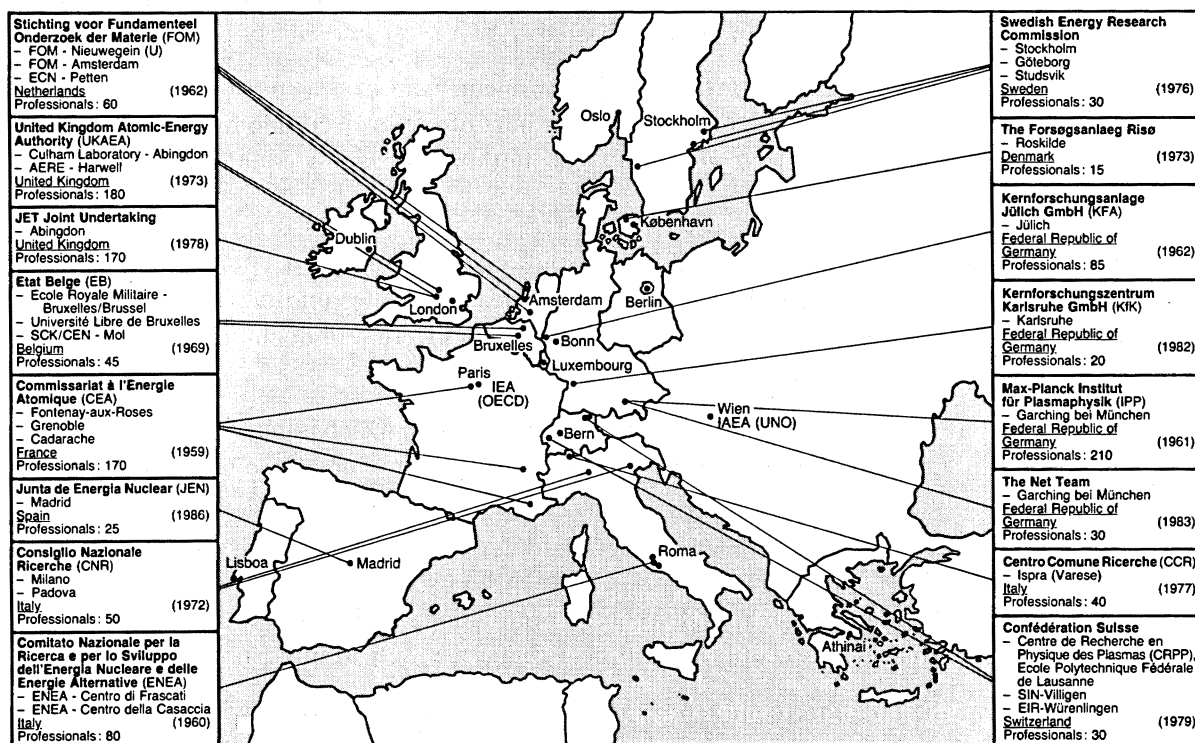 Stichting voor Fundamenteel
Onderzoek der Materie (FOM)
– FOM - Nieuwegein (U)
– FOM - Amsterdam
– ECN - Petten
Netherlands (1962)
Professionals: 60
United Kingdom Atomic-Energy
Authority (UKAEA)
– Culham Laboratory - Abingdon
– AERE - Harwell
United Kingdom (1973)
Professionals: 180
JET Joint Undertaking
– Abingdon
United Kingdom (1978)
Professionals: 170
Etat Belge (EB)
– Ecole Royale Militaire -
Bruxelles/Brussel
– Université Libre de Bruxelles
– SCK/CEN - Mol
Belgium (1969)
Professionals: 45
Commissariat à l'Energie
Atomique (CEA)
– Fontenay-aux-Roses
– Grenoble
– Cadarache
France (1959)
Professionals: 170
Junta de Energia Nuclear (JEN)
– Madrid
Spain (1986)
Professionals: 25
Consiglio Nazionale
Ricerche (CNR)
– Milano
– Padova
Italy (1972)
Professionals: 50
Comitato Nazionale per la
Ricerca e per lo Sviluppo
dell'Energia Nucleare e delle
Energie Alternative (ENEA)
– ENEA - Centro di Frascati
– ENEA - Centro della Casaccia
Italy (1960)
Professionals: 80
Oslo
Stockholm
København
Dublin
London
Amsterdam
Berlin
Bruxelles
Bonn
Luxembourg
Paris
IEA
(OECD)
Wien
IAEA (UNO)
Bern
Lisboa
Madrid
Roma
Athinai
Swedish Energy Research
Commission
– Stockholm
– Göteborg
– Studsvik
Sweden (1976)
Professionals: 30
The Forsøgsanlaeg Risø
– Roskilde
Denmark (1973)
Professionals: 15
Kernforschungsanlage
Jülich GmbH (KFA)
– Jülich
Federal Republic of
Germany (1962)
Professionals: 85
Kernforschungszentrum
Karlsruhe GmbH (KfK)
– Karlsruhe
Federal Republic of
Germany (1982)
Professionals: 20
Max-Planck Institut
für Plasmaphysik (IPP)
– Garching bei München
Federal Republic of
Germany (1961)
Professionals: 210
The Net Team
– Garching bei München
Federal Republic of
Germany (1983)
Professionals: 30
Centro Comune Ricerche (CCR)
– Ispra (Varese)
Italy (1977)
Professionals: 40
Confédération Suisse
– Centre de Recherche en
Physique des Plasmas (CRPP),
Ecole Polytechnique Fédérale
de Lausanne
– SIN-Villigen
– EIR-Würenlingen
Switzerland (1979)
Professionals: 30